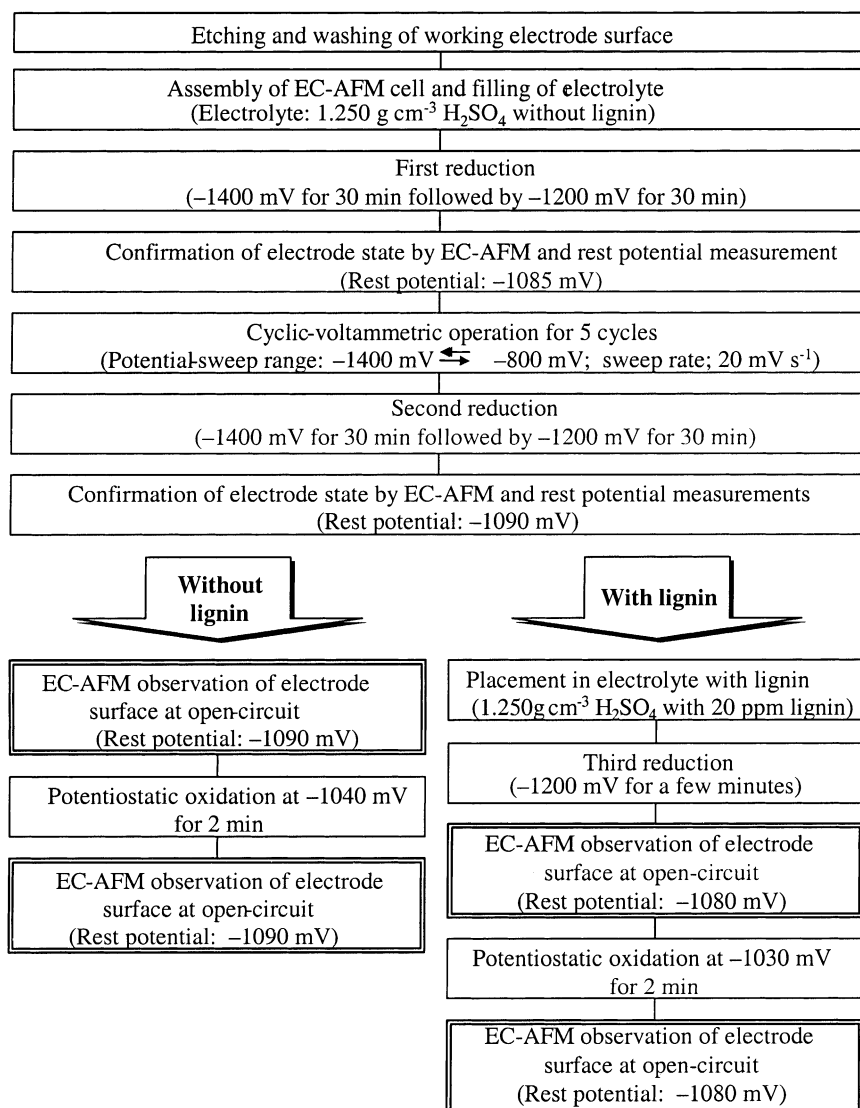 Etching and washing of working electrode surface
Assembly of EC-AFM cell and filling of electrolyte
(Electrolyte: 1.250 g cm⁻³ H₂SO₄ without lignin)
First reduction
(–1400 mV for 30 min followed by –1200 mV for 30 min)
Confirmation of electrode state by EC-AFM and rest potential measurement
(Rest potential: –1085 mV)
Cyclic-voltammetric operation for 5 cycles
(Potential-sweep range: –1400 mV ⇄ –800 mV; sweep rate; 20 mV s⁻¹)
Second reduction
(–1400 mV for 30 min followed by –1200 mV for 30 min)
Confirmation of electrode state by EC-AFM and rest potential measurements
(Rest potential: –1090 mV)
Without
lignin
EC-AFM observation of electrode
surface at open-circuit
(Rest potential: –1090 mV)
Potentiostatic oxidation at –1040 mV
for 2 min
EC-AFM observation of electrode
surface at open-circuit
(Rest potential: –1090 mV)
With lignin
Placement in electrolyte with lignin
(1.250g cm⁻³ H₂SO₄ with 20 ppm lignin)
Third reduction
(–1200 mV for a few minutes)
EC-AFM observation of electrode
surface at open-circuit
(Rest potential: –1080 mV)
Potentiostatic oxidation at –1030 mV
for 2 min
EC-AFM observation of electrode
surface at open-circuit
(Rest potential: –1080 mV)